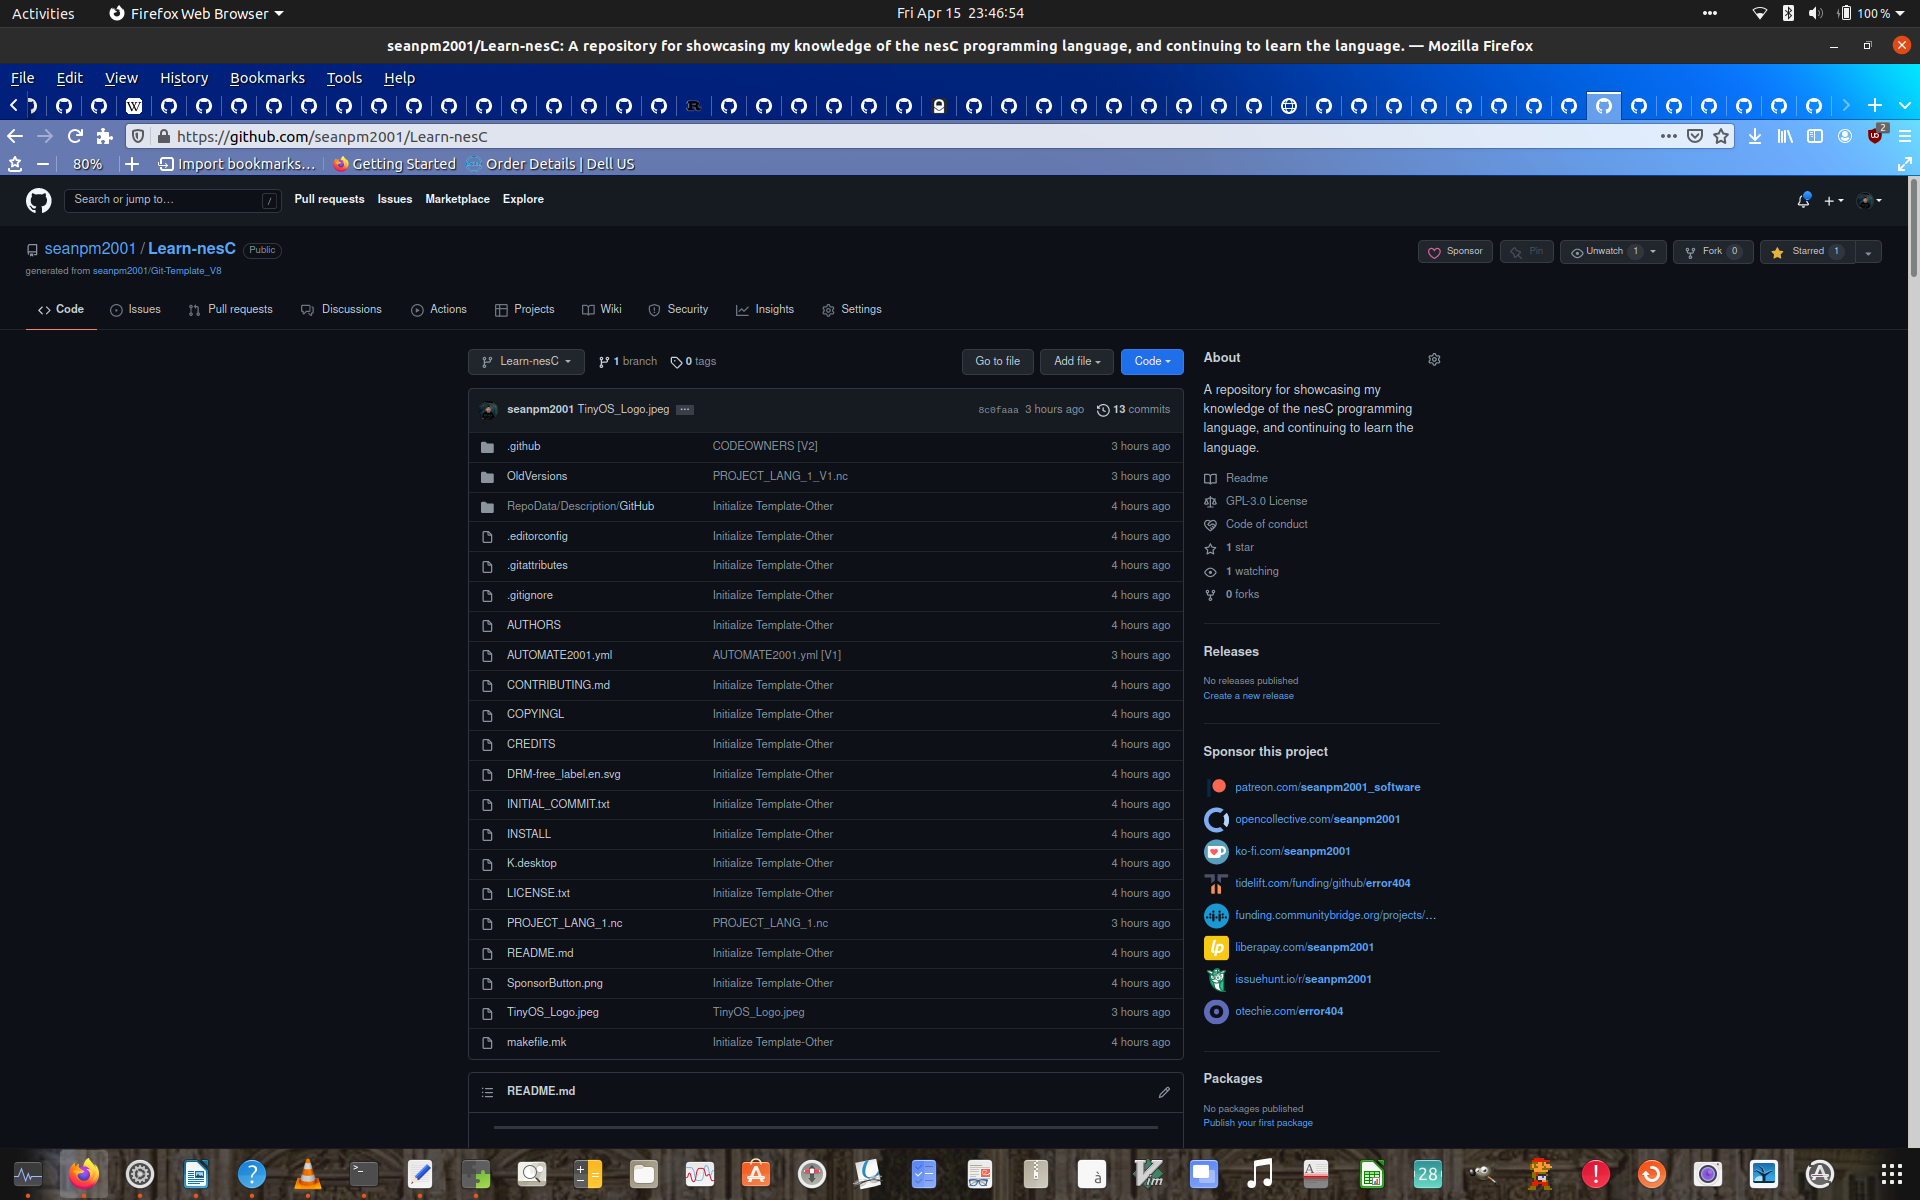 Activities
Firefox Web Browser
Fri Apr 15 23:46:54
100 %
seanpm2001/Learn-nesC: A repository for showcasing my knowledge of the nesC programming language, and continuing to learn the language. — Mozilla Firefox
File Edit View History Bookmarks Tools Help
https://github.com/seanpm2001/Learn-nesC
2
80%
Import bookmarks…
Getting Started
Order Details | Dell US
Search or jump to…
/
Pull requests Issues Marketplace Explore
seanpm2001 / Learn-nesC
Public
generated from seanpm2001/Git-Template_V8
Sponsor
Pin
Unwatch 1
Fork 0
Starred 1
Code
Issues
Pull requests
Discussions
Actions
Projects
Wiki
Security
Insights
Settings
Learn-nesC
1 branch
0 tags
Go to file
Add file
Code
seanpm2001 TinyOS_Logo.jpeg
8c0faaa 3 hours ago
13 commits
.github CODEOWNERS [V2] 3 hours ago
OldVersions PROJECT_LANG_1_V1.nc 3 hours ago
RepoData/Description/GitHub Initialize Template-Other 4 hours ago
.editorconfig Initialize Template-Other 4 hours ago
.gitattributes Initialize Template-Other 4 hours ago
.gitignore Initialize Template-Other 4 hours ago
AUTHORS Initialize Template-Other 4 hours ago
AUTOMATE2001.yml AUTOMATE2001.yml [V1] 3 hours ago
CONTRIBUTING.md Initialize Template-Other 4 hours ago
COPYINGL Initialize Template-Other 4 hours ago
CREDITS Initialize Template-Other 4 hours ago
DRM-free_label.en.svg Initialize Template-Other 4 hours ago
INITIAL_COMMIT.txt Initialize Template-Other 4 hours ago
INSTALL Initialize Template-Other 4 hours ago
K.desktop Initialize Template-Other 4 hours ago
LICENSE.txt Initialize Template-Other 4 hours ago
PROJECT_LANG_1.nc PROJECT_LANG_1.nc 3 hours ago
README.md Initialize Template-Other 4 hours ago
SponsorButton.png Initialize Template-Other 4 hours ago
TinyOS_Logo.jpeg TinyOS_Logo.jpeg 3 hours ago
makefile.mk Initialize Template-Other 4 hours ago
README.md
About
A repository for showcasing my
knowledge of the nesC programming
language, and continuing to learn the
language.
Readme
GPL-3.0 License
Code of conduct
1 star
1 watching
0 forks
Releases
No releases published
Create a new release
Sponsor this project
patreon.com/seanpm2001_software
opencollective.com/seanpm2001
ko-fi.com/seanpm2001
tidelift.com/funding/github/error404
funding.communitybridge.org/projects/…
liberapay.com/seanpm2001
issuehunt.io/r/seanpm2001
otechie.com/error404
Packages
No packages published
Publish your first package
28